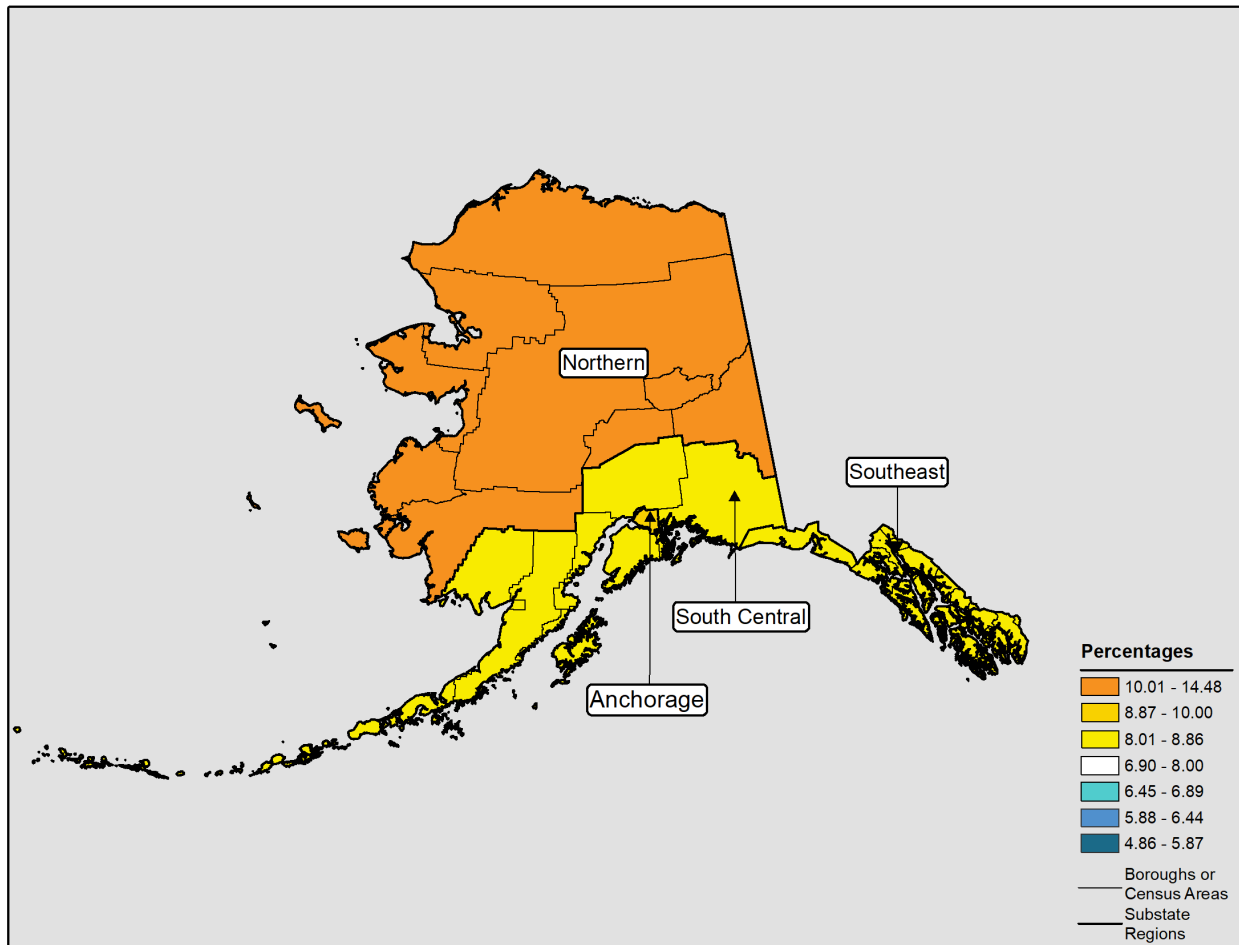 Northern
Southeast
South Central
Anchorage
Percentages
10.01 - 14.48
8.87 - 10.00
8.01 - 8.86
6.90 - 8.00
6.45 - 6.89
5.88 - 6.44
4.86 - 5.87
Boroughs or
Census Areas
Substate
Regions